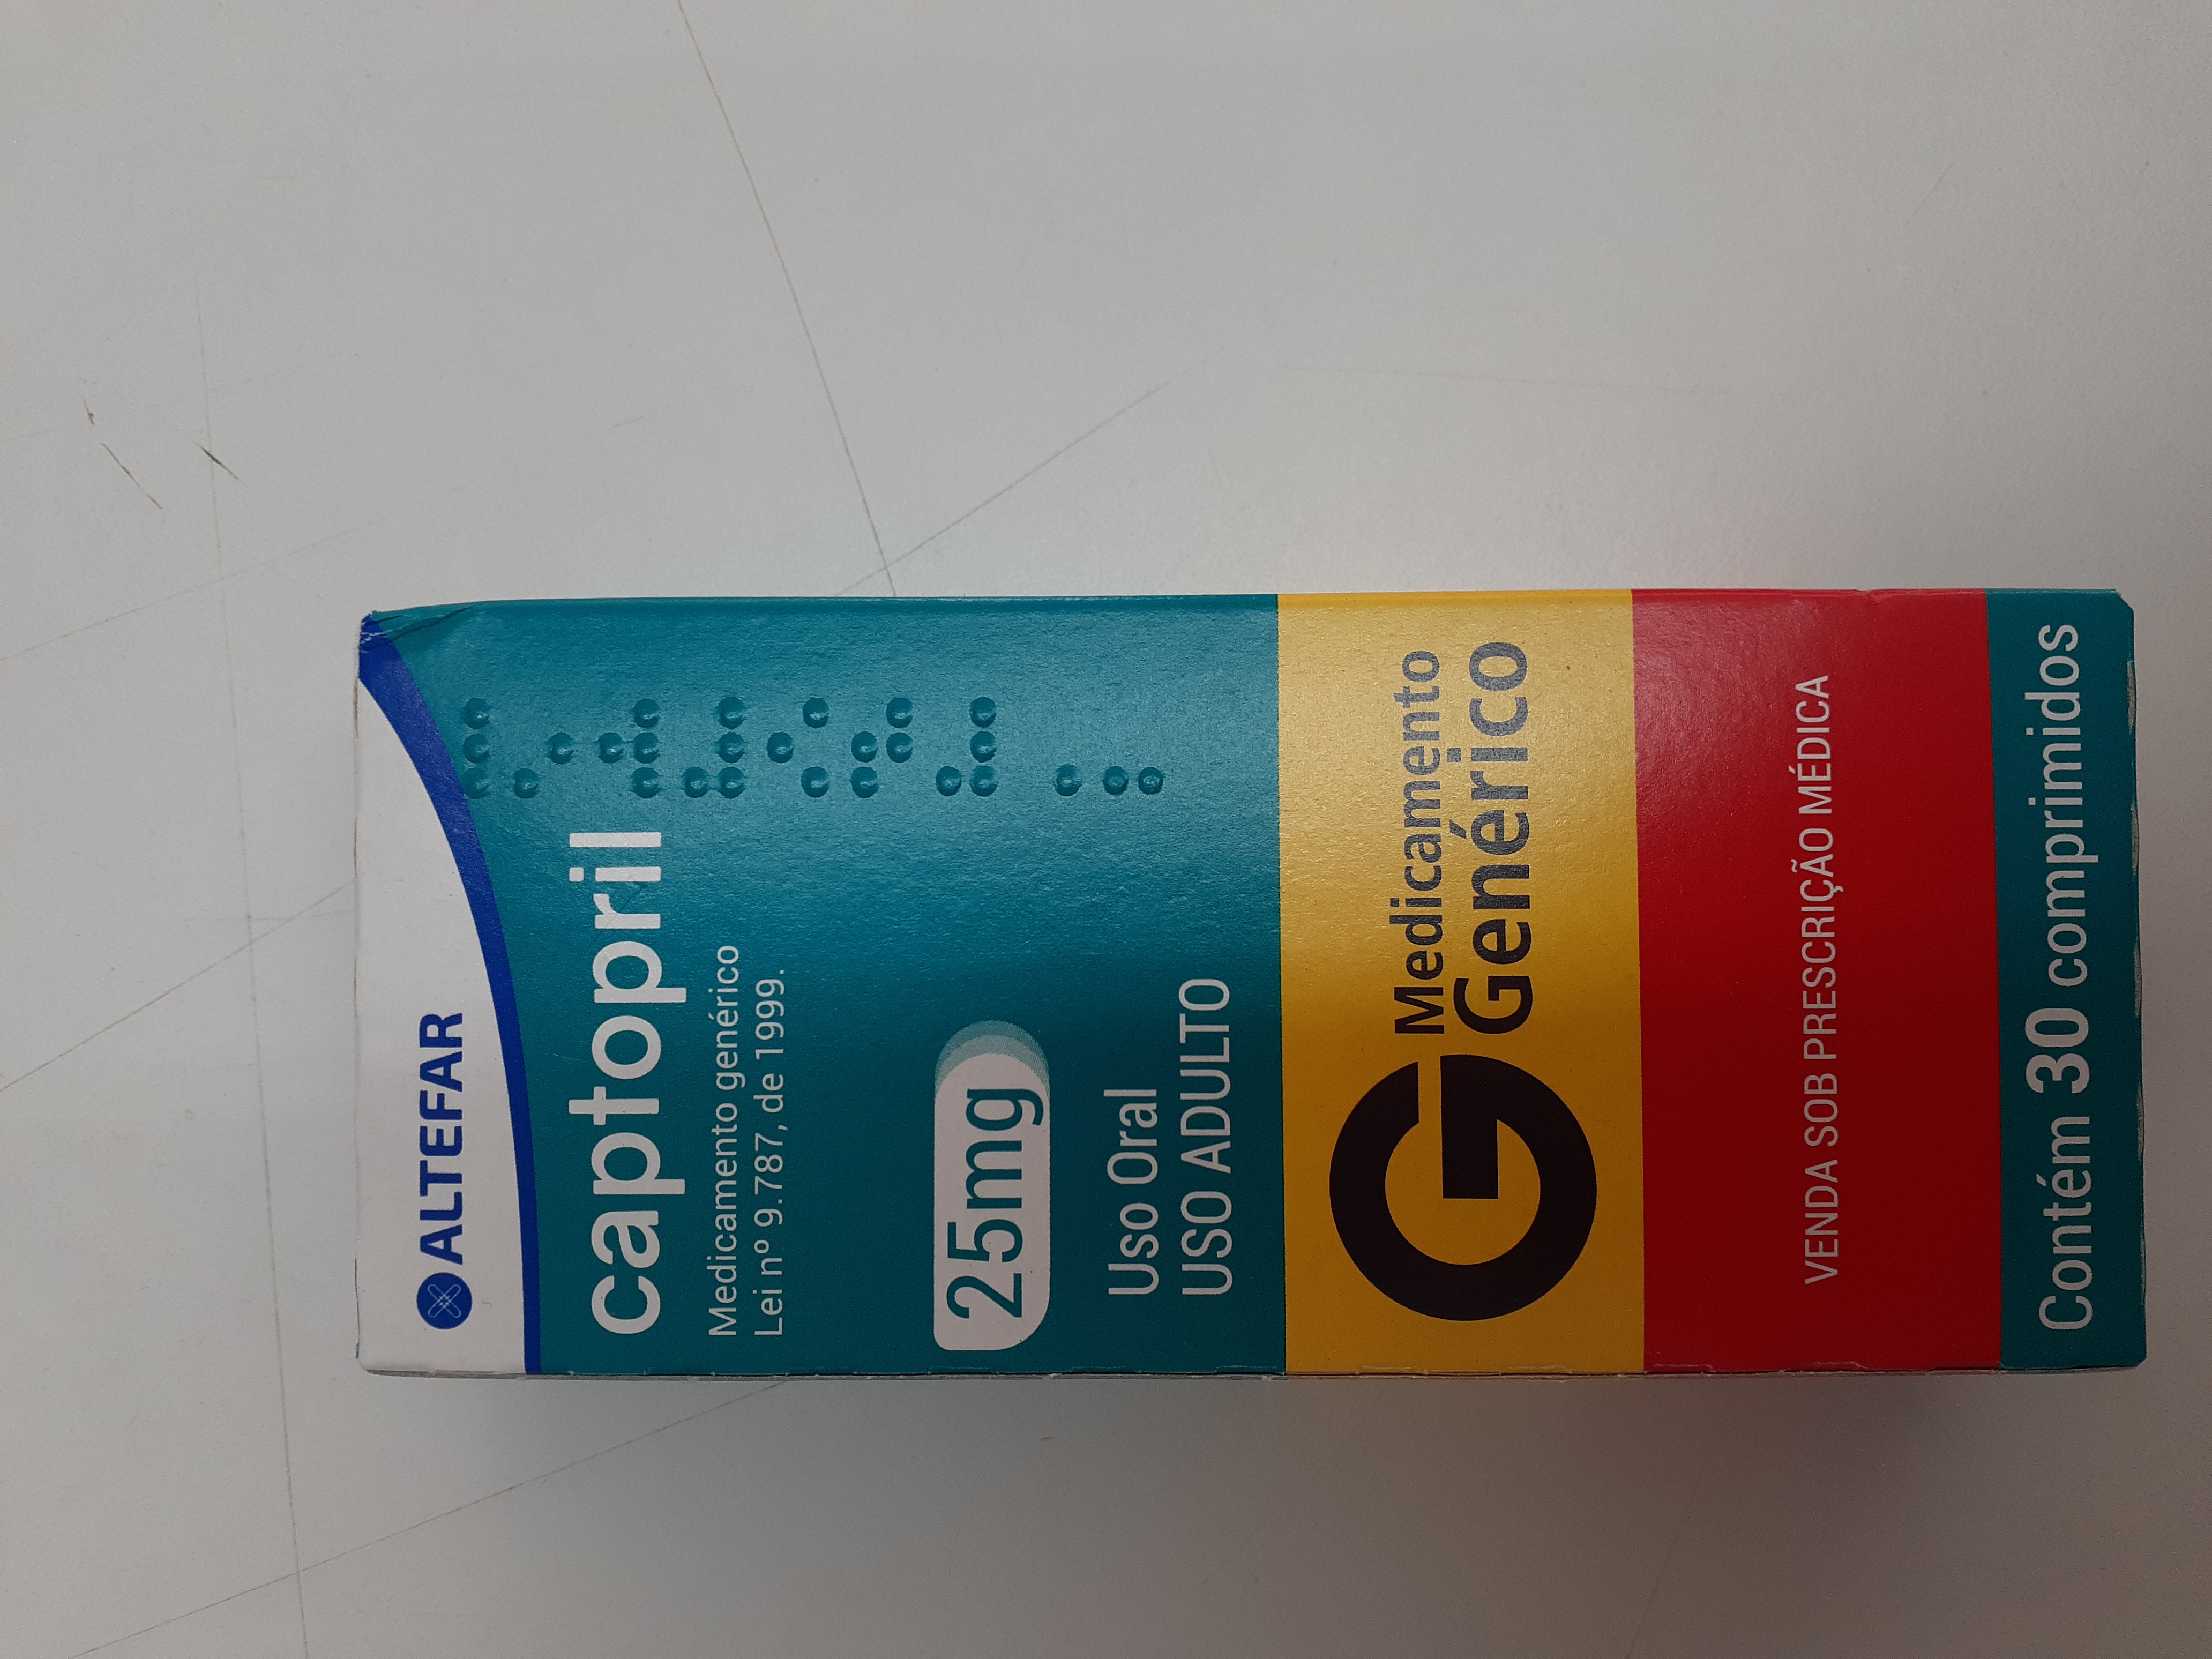 ALTEFAR
captopril
Medicamento genérico
Lei nº 9.787, de 1999.
25mg
Uso Oral
USO ADULTO
G Medicamento
Genérico
VENDA SOB PRESCRIÇÃO MÉDICA
Contém 30 comprimidos